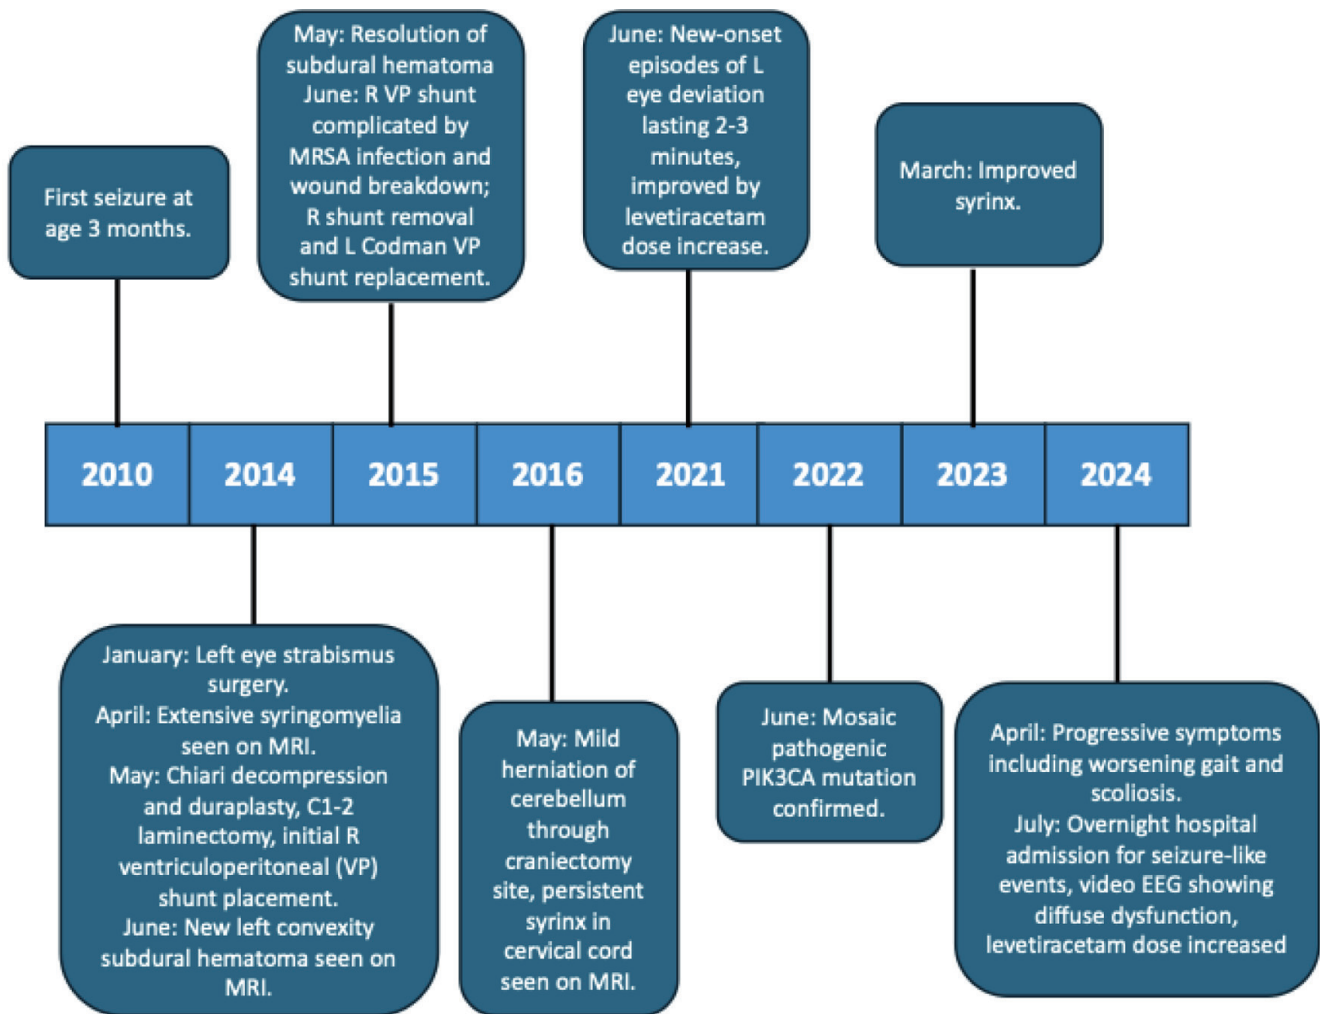 First seizure at
age 3 months.
May: Resolution of
subdural hematoma
June: R VP shunt
complicated by
MRSA infection and
wound breakdown;
R shunt removal
and L Codman VP
shunt replacement.
June: New-onset
episodes of L
eye deviation
lasting 2-3
minutes,
improved by
levetiracetam
dose increase.
March: Improved
syrinx.
2010
2014
2015
2016
2021
2022
2023
2024
January: Left eye strabismus
surgery.
April: Extensive syringomyelia
seen on MRI.
May: Chiari decompression
and duraplasty, C1-2
laminectomy, initial R
ventriculoperitoneal (VP)
shunt placement.
June: New left convexity
subdural hematoma seen on
MRI.
May: Mild
herniation of
cerebellum
through
craniectomy
site, persistent
syrinx in
cervical cord
seen on MRI.
June: Mosaic
pathogenic
PIK3CA mutation
confirmed.
April: Progressive symptoms
including worsening gait and
scoliosis.
July: Overnight hospital
admission for seizure-like
events, video EEG showing
diffuse dysfunction,
levetiracetam dose increased